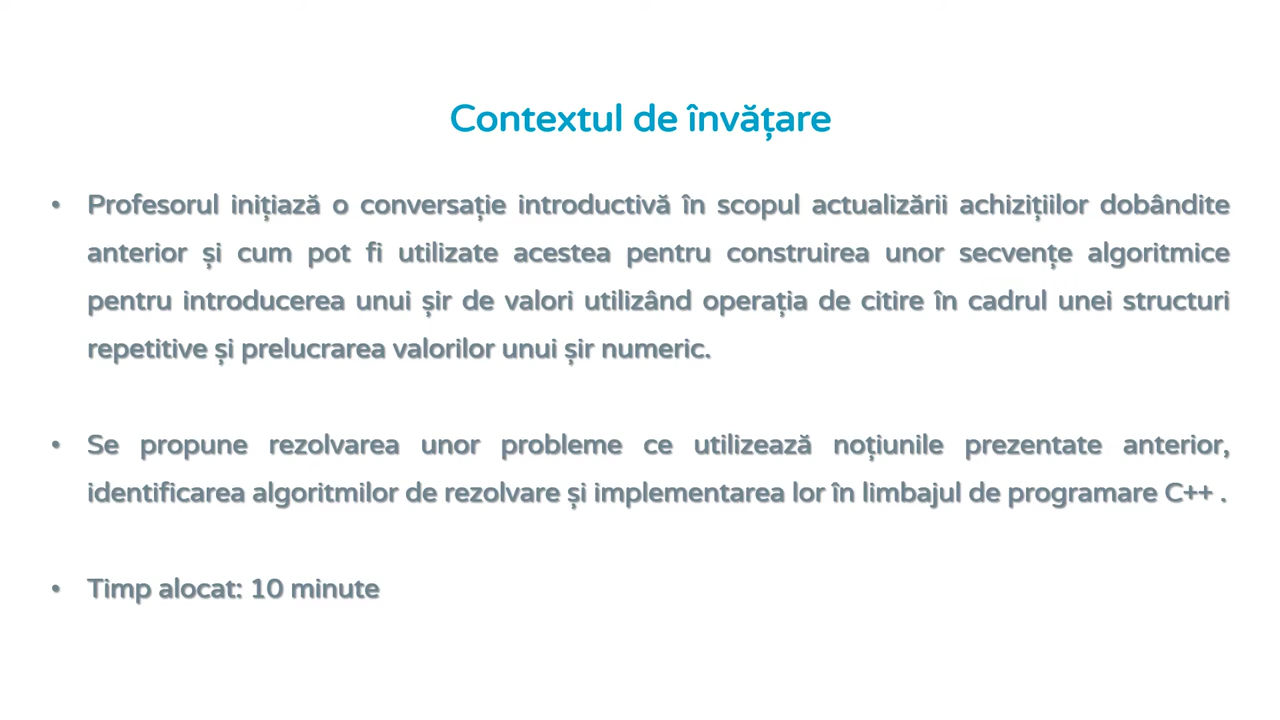 Contextul de învățare
• Profesorul inițiază o conversație introductivă în scopul actualizării achizițiilor dobândite
anterior și cum pot fi utilizate acestea pentru construirea unor secvențe algoritmice
pentru introducerea unui șir de valori utilizând operația de citire în cadrul unei structuri
repetitive și prelucrarea valorilor unui șir numeric.
• Se propune rezolvarea unor probleme ce utilizează noțiunile prezentate anterior,
identificarea algoritmilor de rezolvare și implementarea lor în limbajul de programare C++ .
• Timp alocat: 10 minute